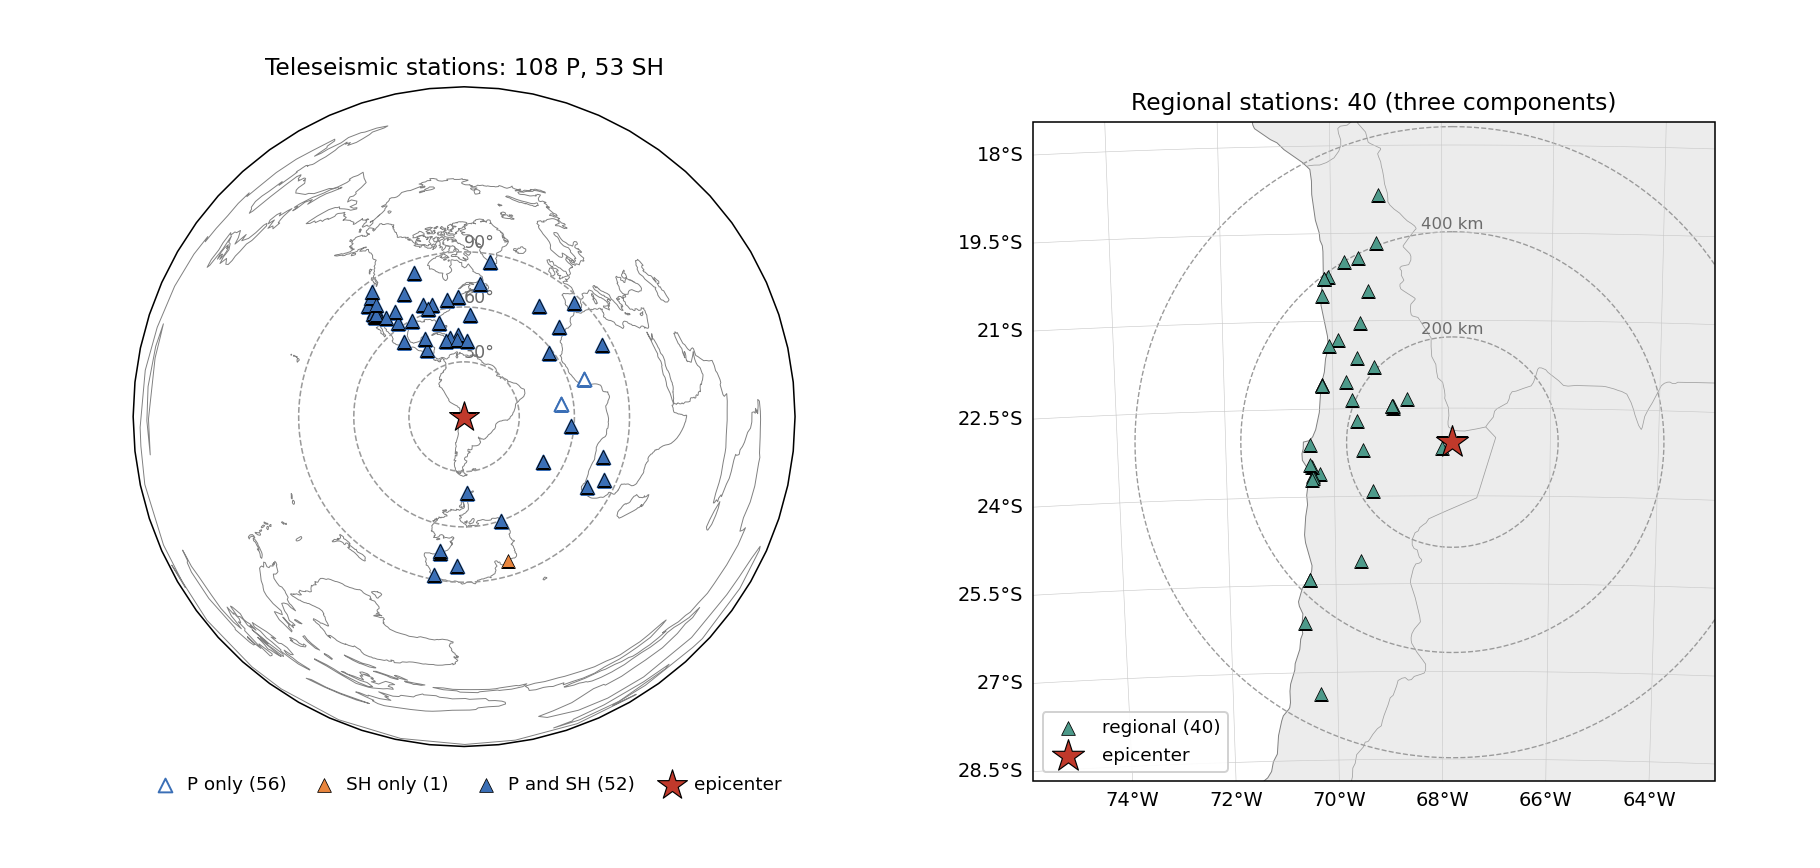 Teleseismic stations: 108 P, 53 SH
90°
60°
30°
P only (56)
SH only (1)
P and SH (52)
epicenter
Regional stations: 40 (three components)
18°S
19.5°S
21°S
22.5°S
24°S
25.5°S
27°S
28.5°S
400 km
200 km
regional (40)
epicenter
74°W
72°W
70°W
68°W
66°W
64°W